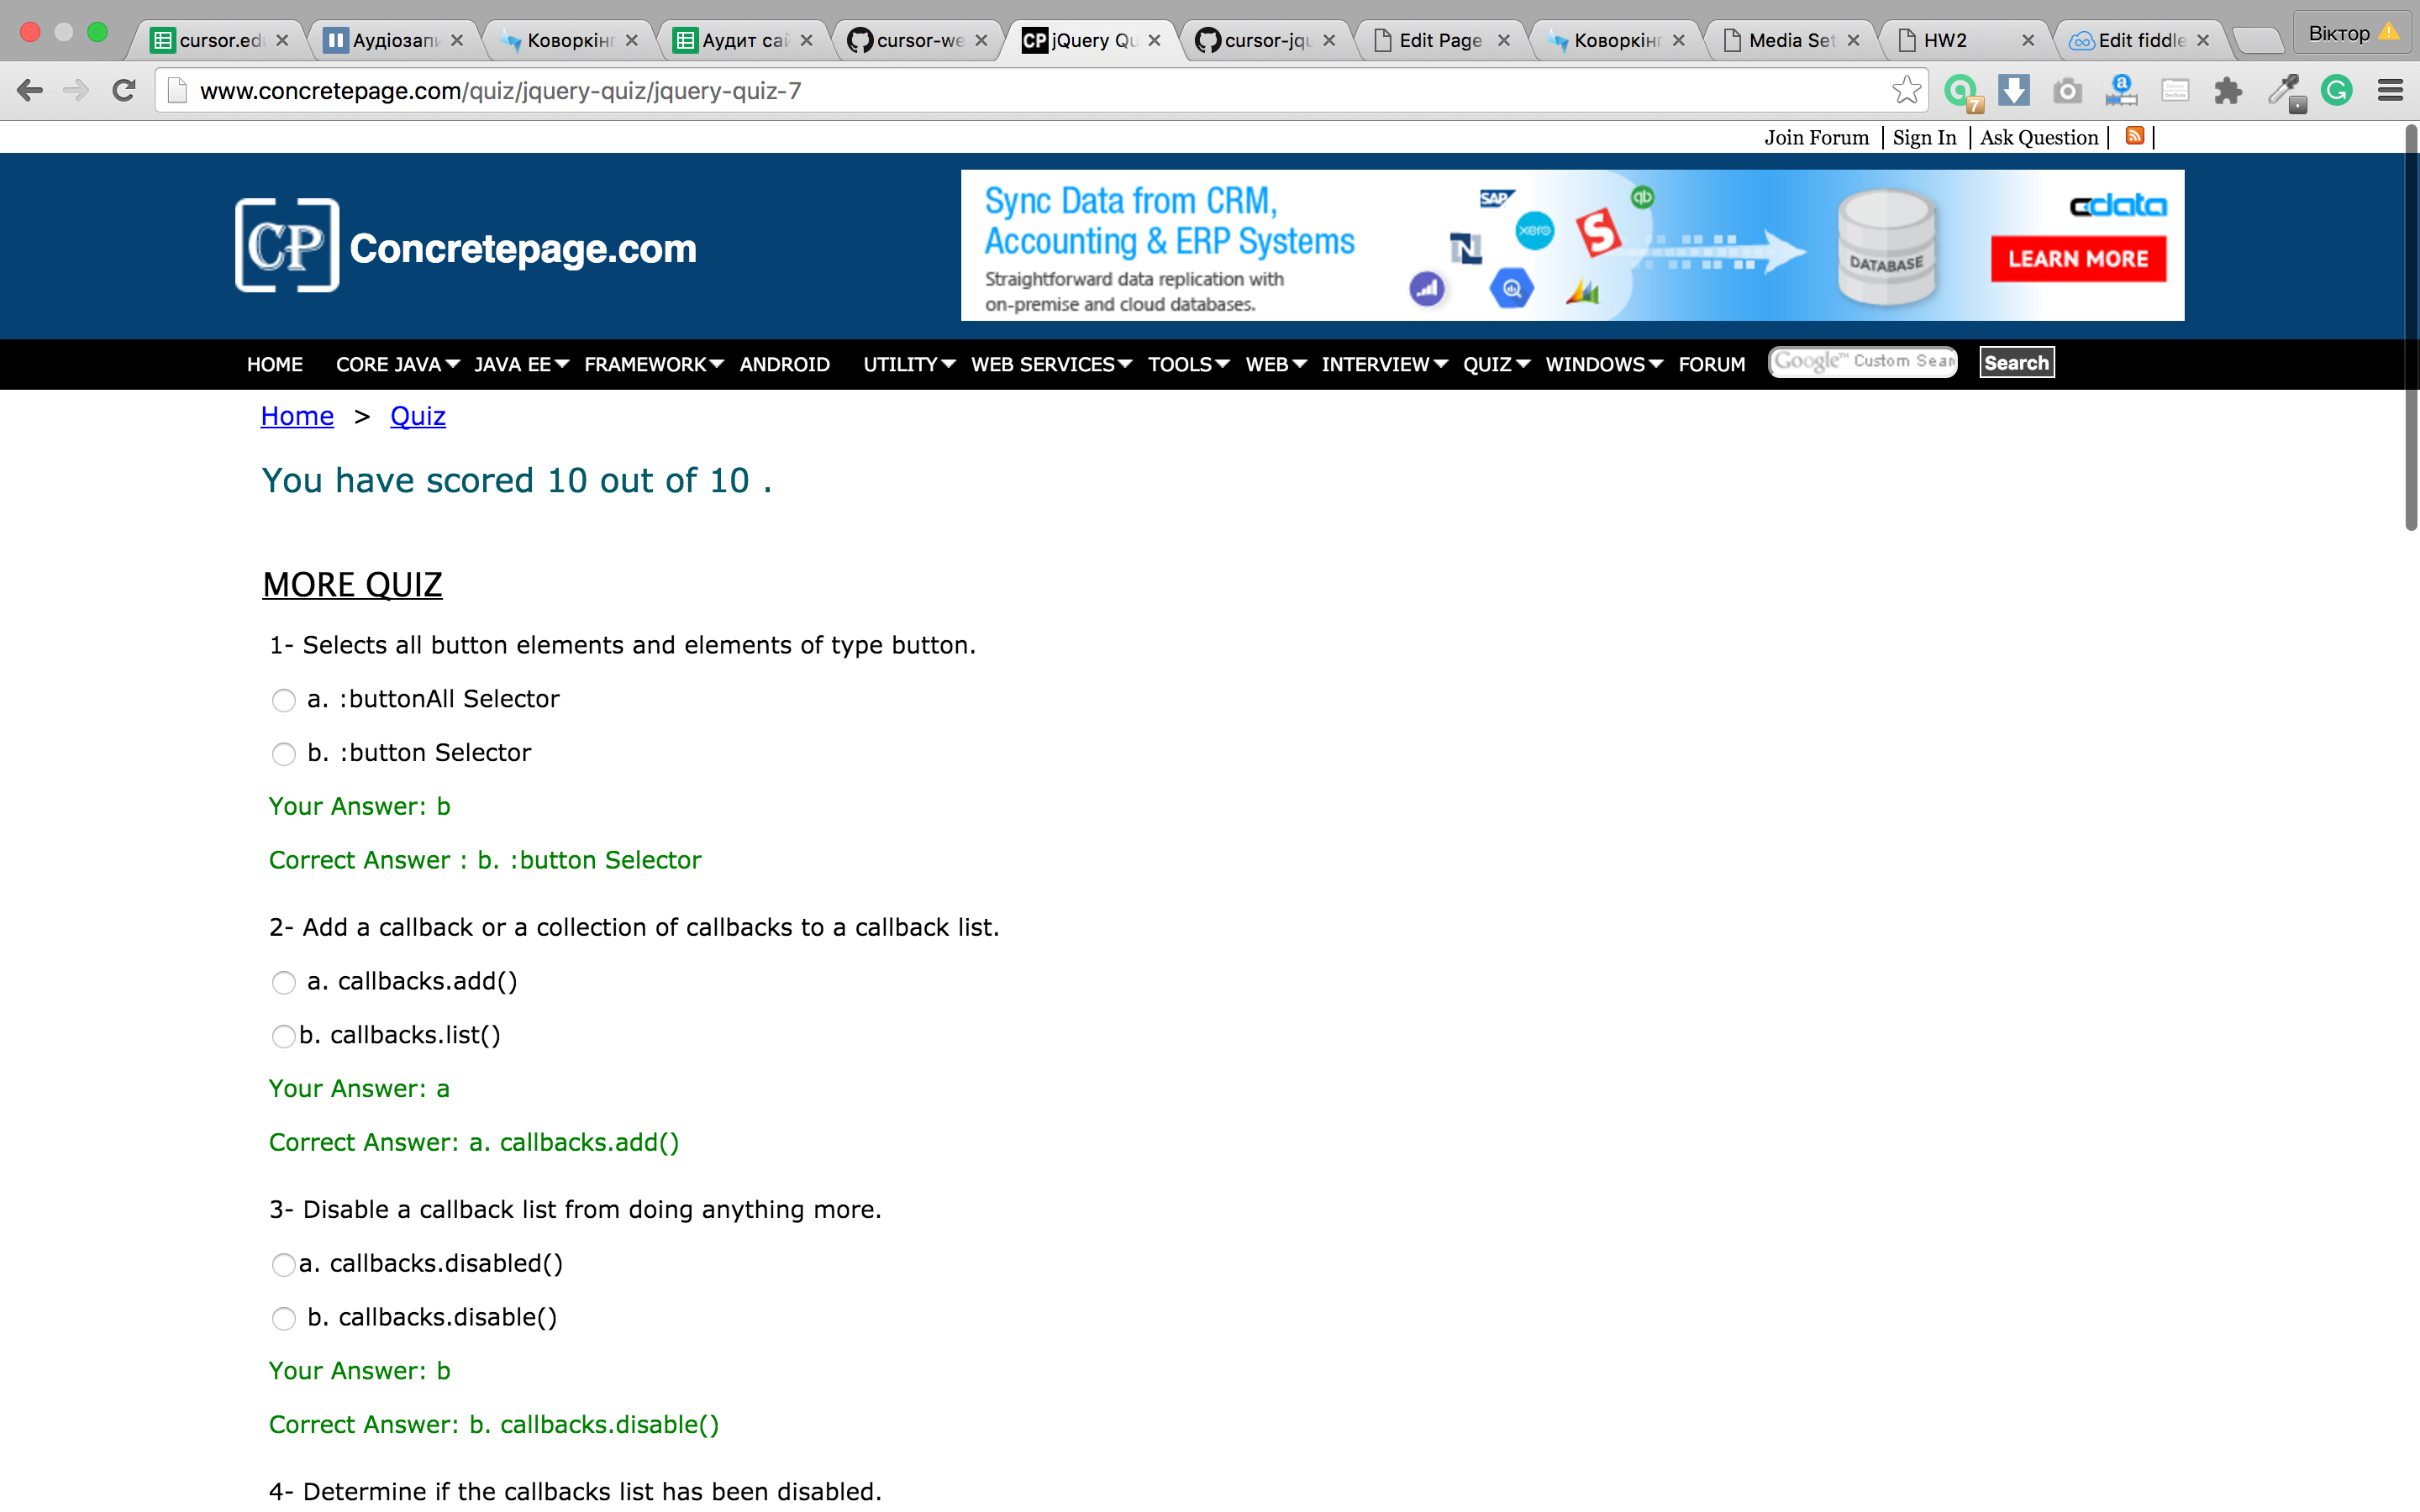 cursor.ed
Аудіозапи
Коворкінг
Аудит сай
cursor-we
CP jQuery Qu
cursor-jqu
Edit Page
Коворкінг
Media Set
HW2
Edit fiddle
Віктор
www.concretepage.com/quiz/jquery-quiz/jquery-quiz-7
7
Join Forum | Sign In | Ask Question | |
CP Concretepage.com
Sync Data from CRM,
Accounting & ERP Systems
Straightforward data replication with
on-premise and cloud databases.
SAP
qb
xero
S
N
DATABASE
cdata
LEARN MORE
HOME CORE JAVA JAVA EE FRAMEWORK ANDROID UTILITY WEB SERVICES TOOLS WEB INTERVIEW QUIZ WINDOWS FORUM Google™ Custom Sear Search
Home > Quiz
You have scored 10 out of 10 .
MORE QUIZ
1- Selects all button elements and elements of type button.
a. :buttonAll Selector
b. :button Selector
Your Answer: b
Correct Answer : b. :button Selector
2- Add a callback or a collection of callbacks to a callback list.
a. callbacks.add()
b. callbacks.list()
Your Answer: a
Correct Answer: a. callbacks.add()
3- Disable a callback list from doing anything more.
a. callbacks.disabled()
b. callbacks.disable()
Your Answer: b
Correct Answer: b. callbacks.disable()
4- Determine if the callbacks list has been disabled.